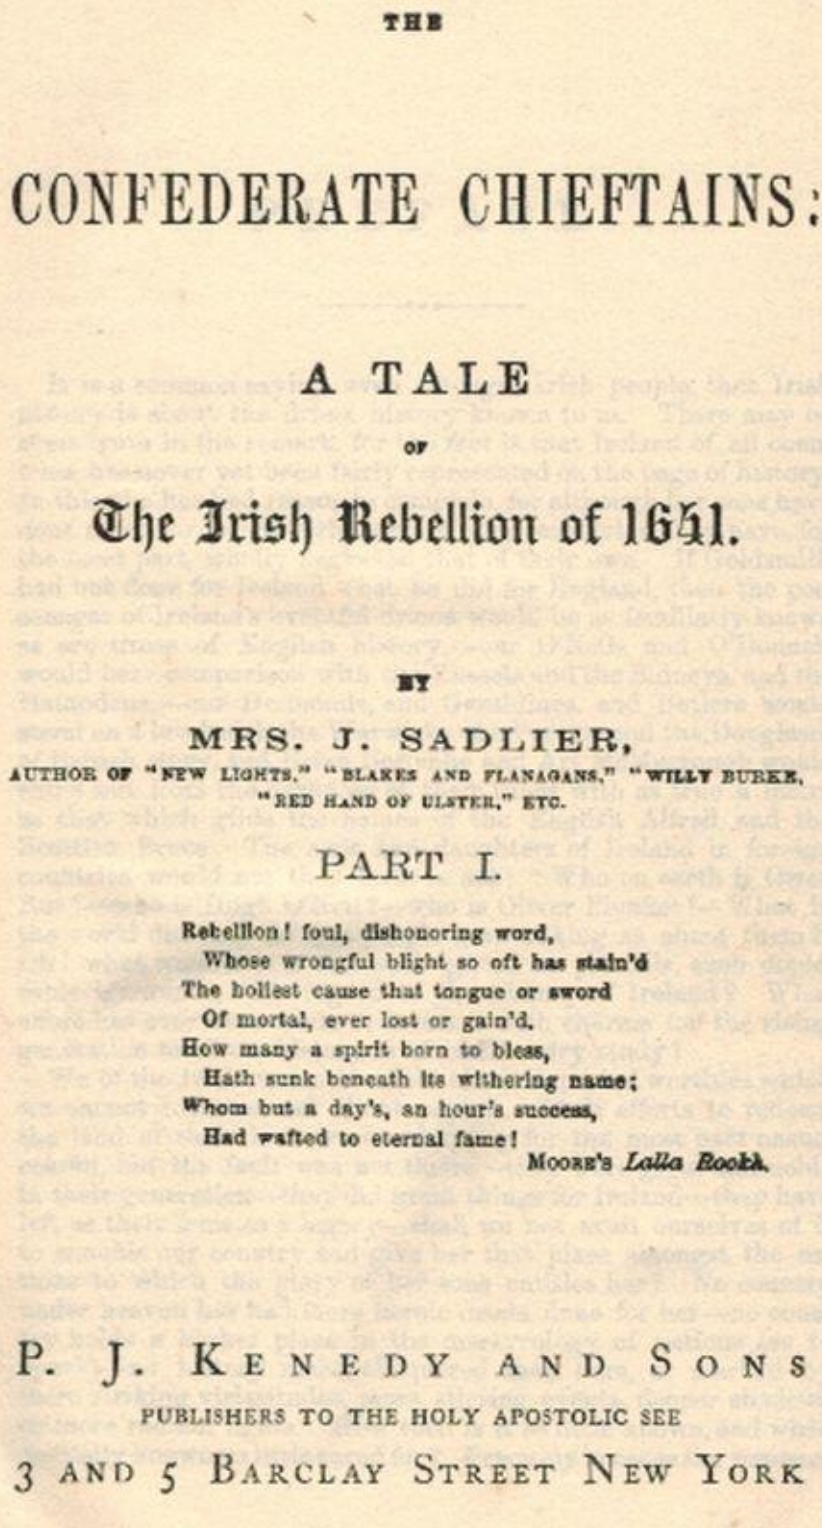 THE
CONFEDERATE CHIEFTAINS:
A TALE
OF
The Irish Rebellion of 1641.
BY
MRS. J. SADLIER,
AUTHOR OF "NEW LIGHTS," "BLAKES AND FLANAGANS," "WILLY BURKE,
"RED HAND OF ULSTER," ETC.
PART I.
Rebellion! foul, dishonoring word,
Whose wrongful blight so oft has stain'd
The holiest cause that tongue or sword
Of mortal, ever lost or gain'd.
How many a spirit born to bless,
Hath sunk beneath its withering name;
Whom but a day's, an hour's success,
Had wafted to eternal fame!
MOORE'S Lalla Rookh.
P. J. KENEDY AND SONS
PUBLISHERS TO THE HOLY APOSTOLIC SEE
3 AND 5 BARCLAY STREET NEW YORK